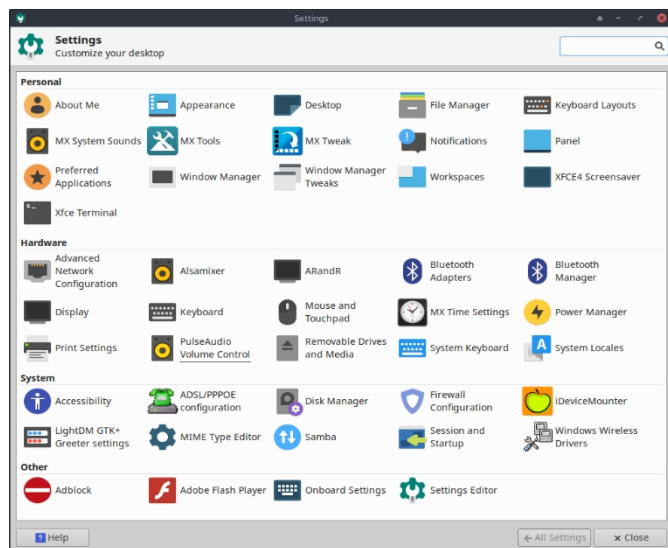 Settings
Settings
Customize your desktop
Personal
About Me
Appearance
Desktop
File Manager
Keyboard Layouts
MX System Sounds
MX Tools
MX Tweak
Notifications
Panel
Preferred
Applications
Window Manager
Window Manager
Tweaks
Workspaces
XFCE4 Screensaver
Xfce Terminal
Hardware
Advanced
Network
Configuration
Alsamixer
ARandR
Bluetooth
Adapters
Bluetooth
Manager
Display
Keyboard
Mouse and
Touchpad
MX Time Settings
Power Manager
Print Settings
PulseAudio
Volume Control
Removable Drives
and Media
System Keyboard
System Locales
System
Accessibility
ADSL/PPPOE
configuration
Disk Manager
Firewall
Configuration
iDeviceMounter
LightDM GTK+
Greeter settings
MIME Type Editor
Samba
Session and
Startup
Windows Wireless
Drivers
Other
Adblock
Adobe Flash Player
Onboard Settings
Settings Editor
Help
All Settings
Close